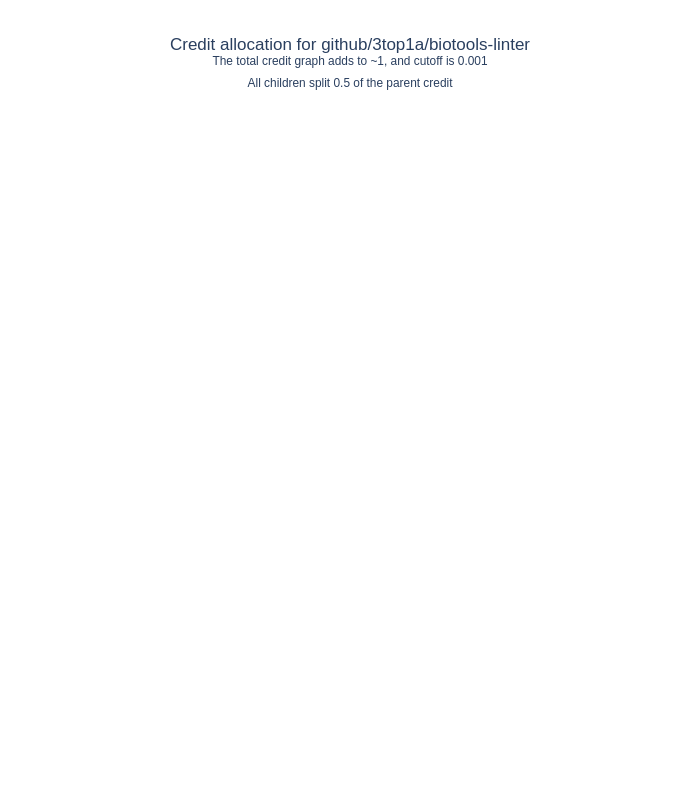 Credit allocation for github/3top1a/biotools-linter
The total credit graph adds to ~1, and cutoff is 0.001
All children split 0.5 of the parent credit